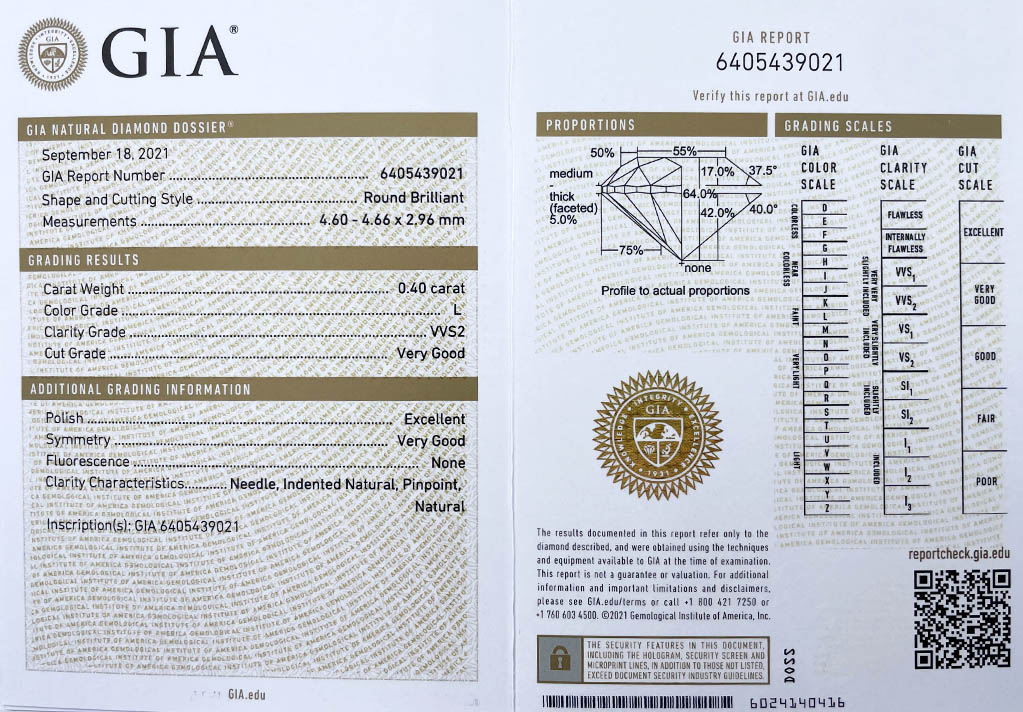 GIA®
GIA NATURAL DIAMOND DOSSIER®
September 18, 2021
GIA Report Number 6405439021
Shape and Cutting Style Round Brilliant
Measurements 4.60 - 4.66 x 2.96 mm
GRADING RESULTS
Carat Weight 0.40 carat
Color Grade L
Clarity Grade VVS2
Cut Grade Very Good
ADDITIONAL GRADING INFORMATION
Polish Excellent
Symmetry Very Good
Fluorescence None
Clarity Characteristics Needle, Indented Natural, Pinpoint,
Natural
Inscription(s): GIA 6405439021
GIA.edu
GIA REPORT
6405439021
Verify this report at GIA.edu
PROPORTIONS
50%
55%
17.0%
37.5°
medium
-
thick
(faceted)
5.0%
64.0%
42.0%
40.0°
75%
none
Profile to actual proportions
KNOWLEDGE INTEGRITY EXCELLENCE
GIA
1931
The results documented in this report refer only to the
diamond described, and were obtained using the techniques
and equipment available to GIA at the time of examination.
This report is not a guarantee or valuation. For additional
information and important limitations and disclaimers,
please see GIA.edu/terms or call +1 800 421 7250 or
+1 760 603 4500. ©2021 Gemological Institute of America, Inc.
THE SECURITY FEATURES IN THIS DOCUMENT,
INCLUDING THE HOLOGRAM, SECURITY SCREEN AND
MICROPRINT LINES, IN ADDITION TO THOSE NOT LISTED,
EXCEED DOCUMENT SECURITY INDUSTRY GUIDELINES.
6024140416
GRADING SCALES
GIA
COLOR
SCALE
COLORLESS
D
E
F
NEAR COLORLESS
G
H
I
J
FAINT
K
L
M
VERY LIGHT
N
O
P
Q
R
LIGHT
S
T
U
V
W
X
Y
Z
GIA
CLARITY
SCALE
FLAWLESS
INTERNALLY
FLAWLESS
VERY VERY
SLIGHTLY INCLUDED
VVS1
VVS2
VERY SLIGHTLY
INCLUDED
VS1
VS2
SLIGHTLY
INCLUDED
SI1
SI2
INCLUDED
I1
I2
I3
GIA
CUT
SCALE
EXCELLENT
VERY
GOOD
GOOD
FAIR
POOR
reportcheck.gia.edu